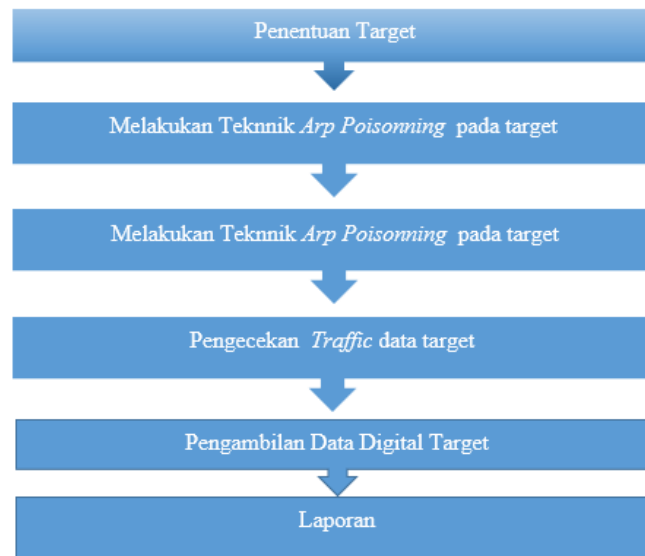 Penentuan Target
Melakukan Teknnik Arp Poisonning pada target
Melakukan Teknnik Arp Poisonning pada target
Pengecekan Traffic data target
Pengambilan Data Digital Target
Laporan